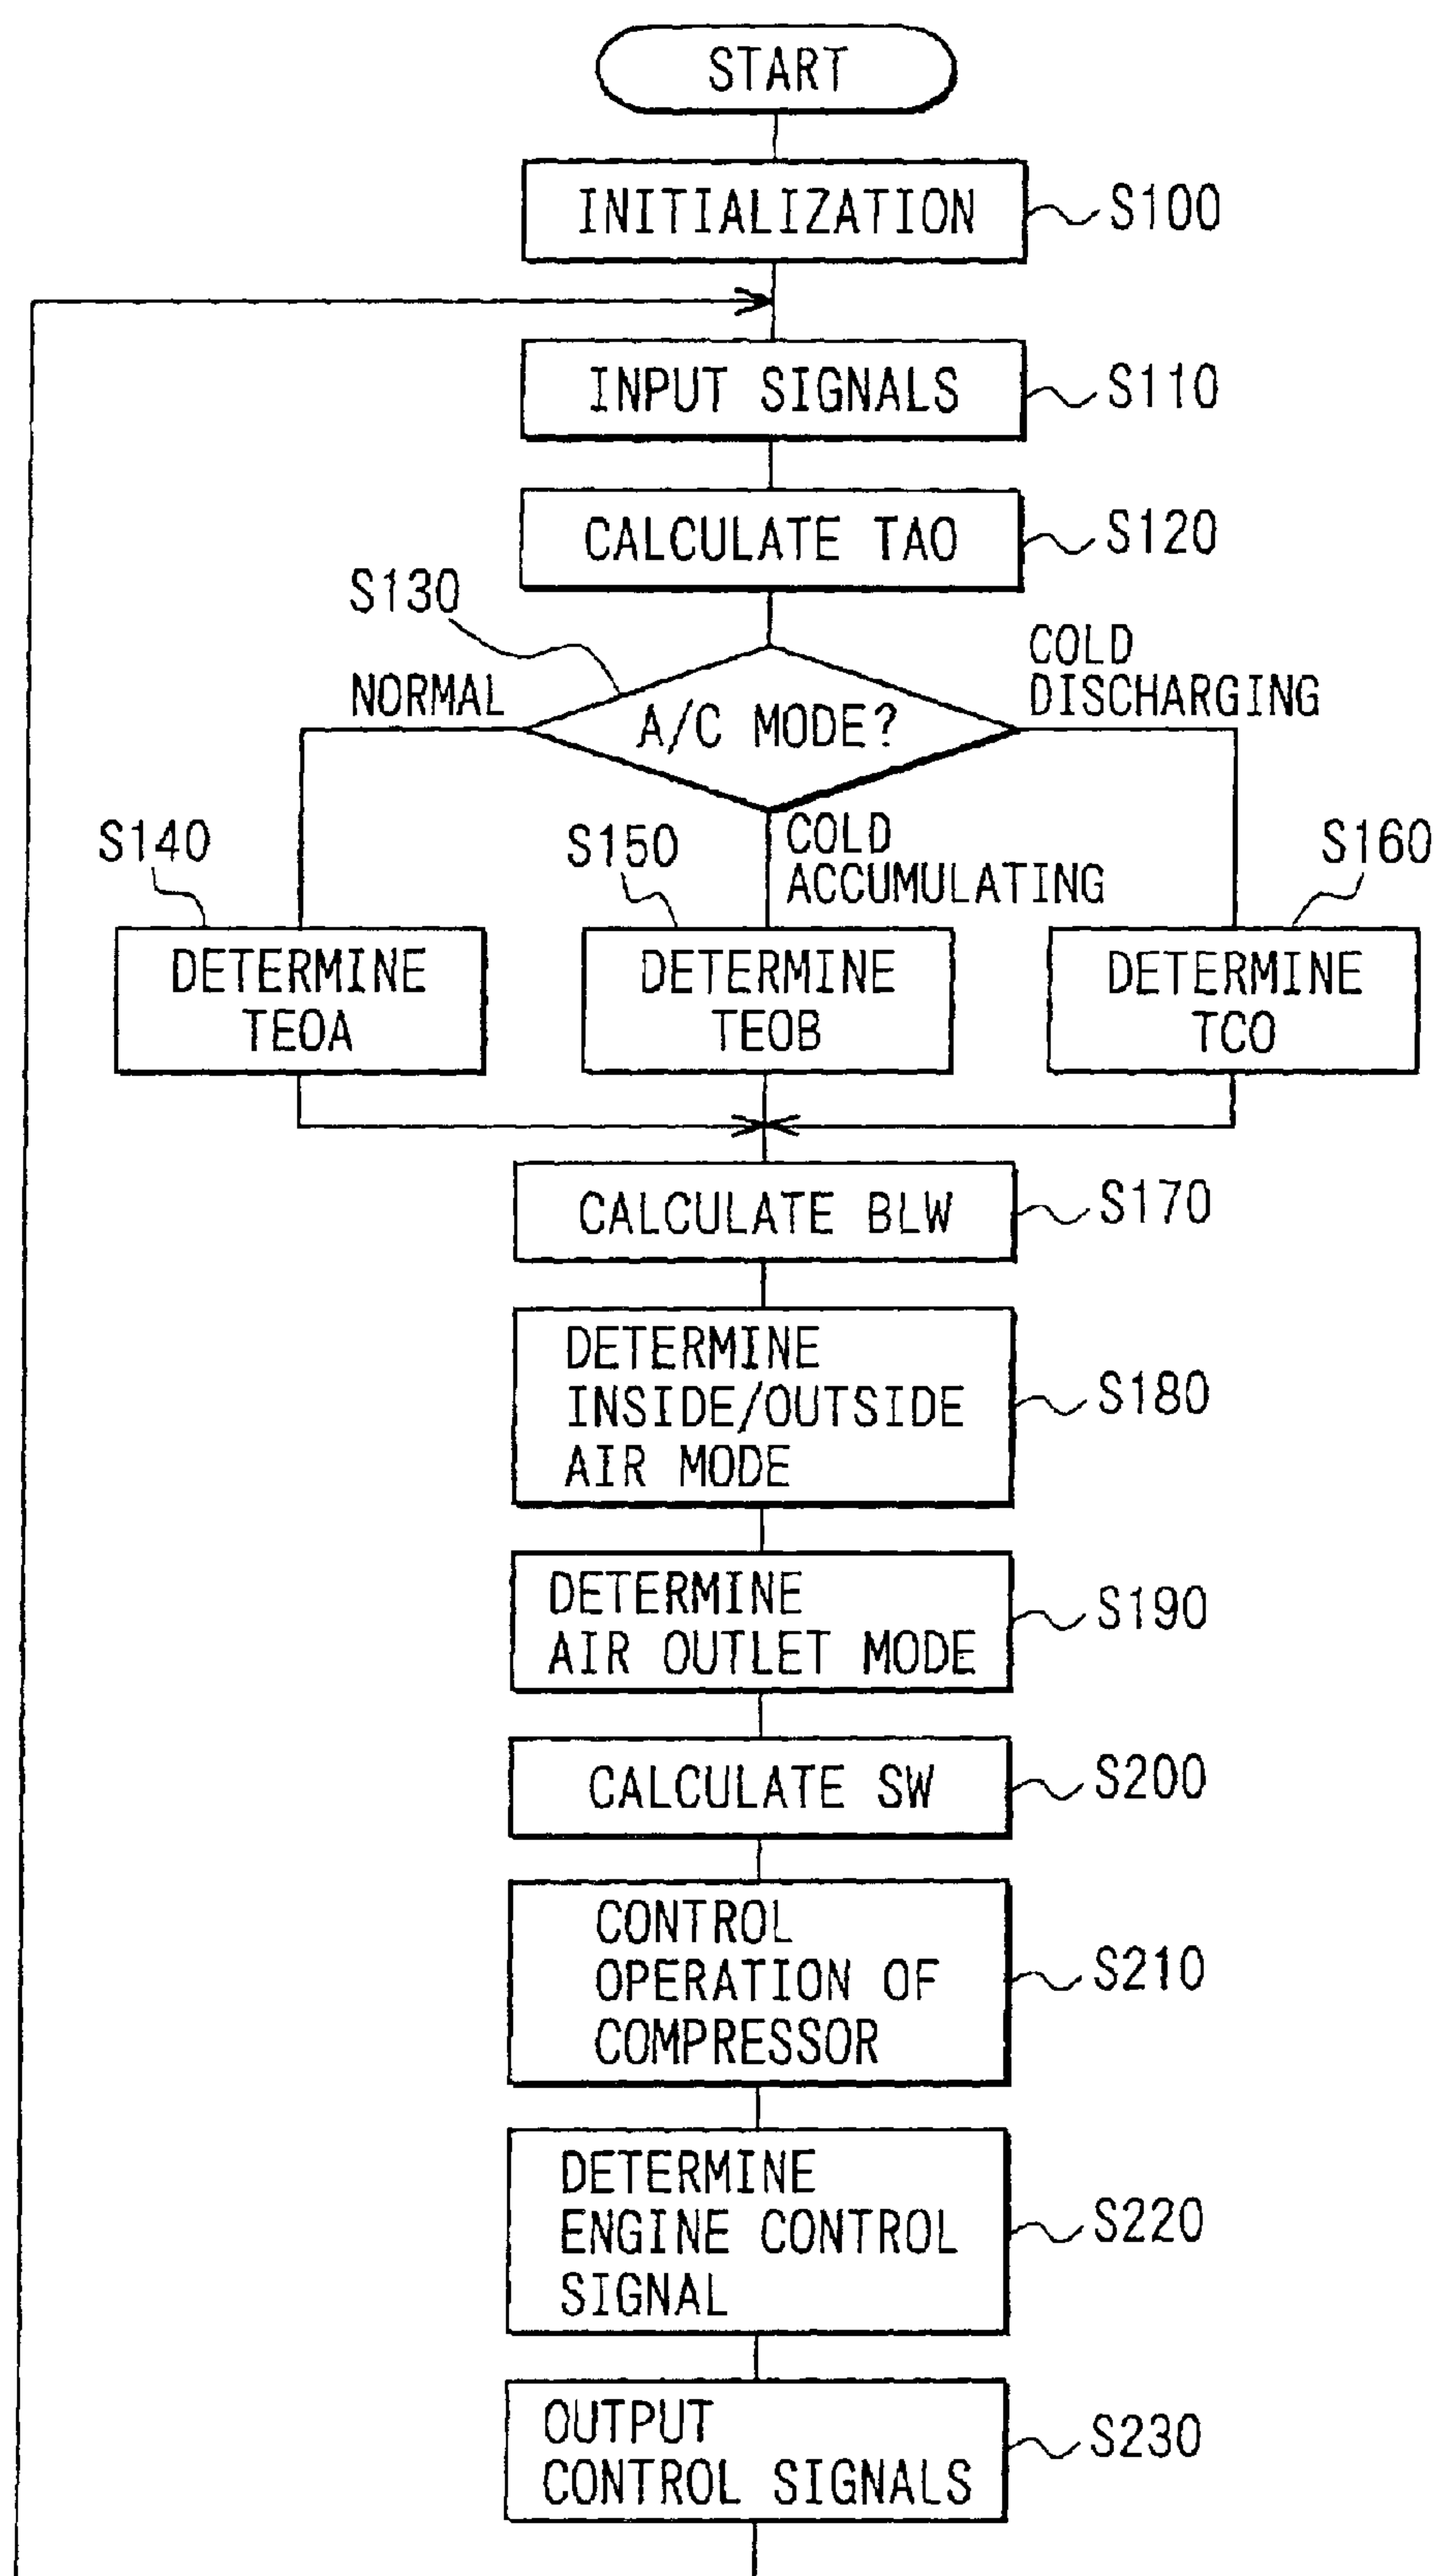 START
INITIALIZATION
S100
INPUT SIGNALS
S110
CALCULATE TAO
S120
S130
NORMAL
A/C MODE?
COLD
DISCHARGING
COLD
ACCUMULATING
S140
DETERMINE
TEOA
S150
DETERMINE
TEOB
S160
DETERMINE
TCO
CALCULATE BLW
S170
DETERMINE
INSIDE/OUTSIDE
AIR MODE
S180
DETERMINE
AIR OUTLET MODE
S190
CALCULATE SW
S200
CONTROL
OPERATION OF
COMPRESSOR
S210
DETERMINE
ENGINE CONTROL
SIGNAL
S220
OUTPUT
CONTROL SIGNALS
S230